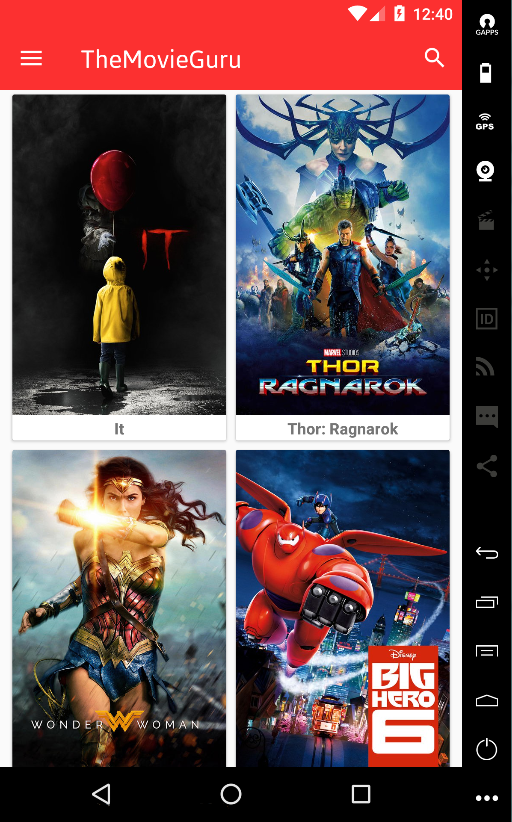 12:40
GAPPS
TheMovieGuru
GPS
IT
ID
MARVEL STUDIOS
THOR
RAGNAROK
It
Thor: Ragnarok
WONDER WOMAN
Disney
BIG
HERO
6